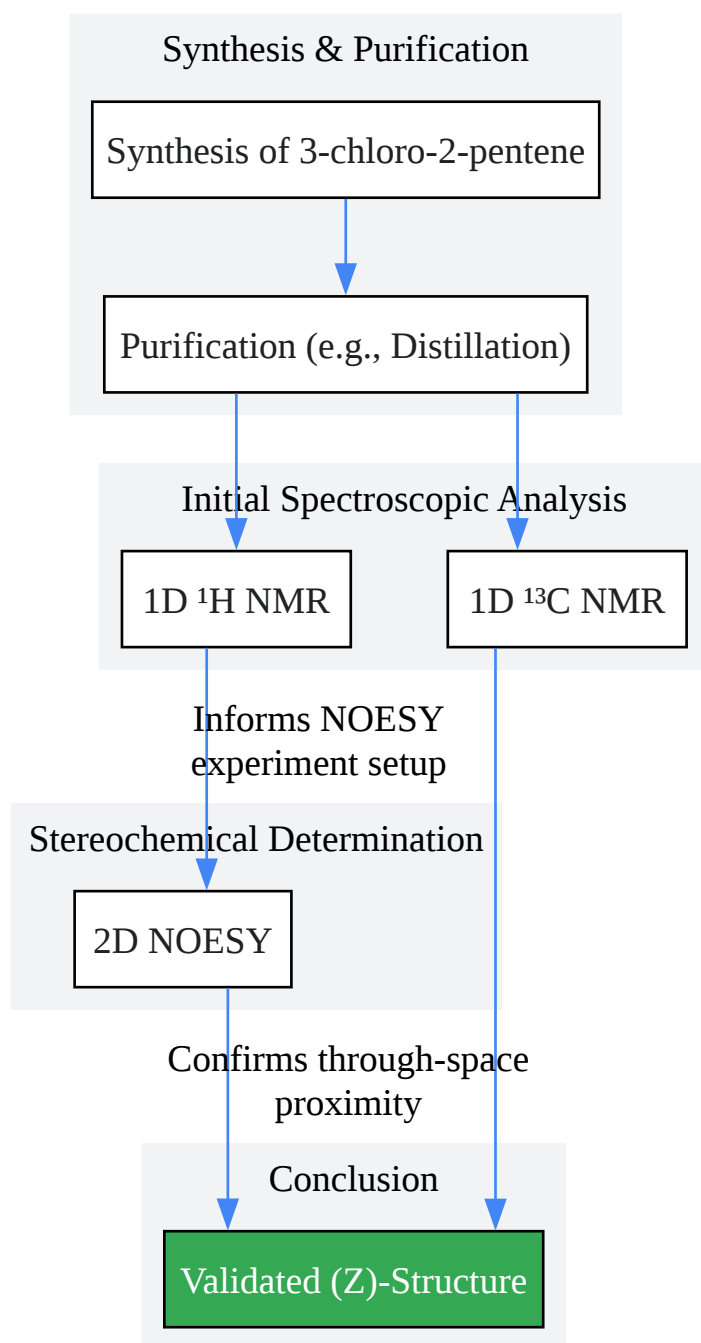 Synthesis & Purification
Synthesis of 3-chloro-2-pentene
Purification (e.g., Distillation)
Initial Spectroscopic Analysis
1D ¹H NMR
1D ¹³C NMR
Informs NOESY
experiment setup
Stereochemical Determination
2D NOESY
Confirms through-space
proximity
Conclusion
Validated (Z)-Structure